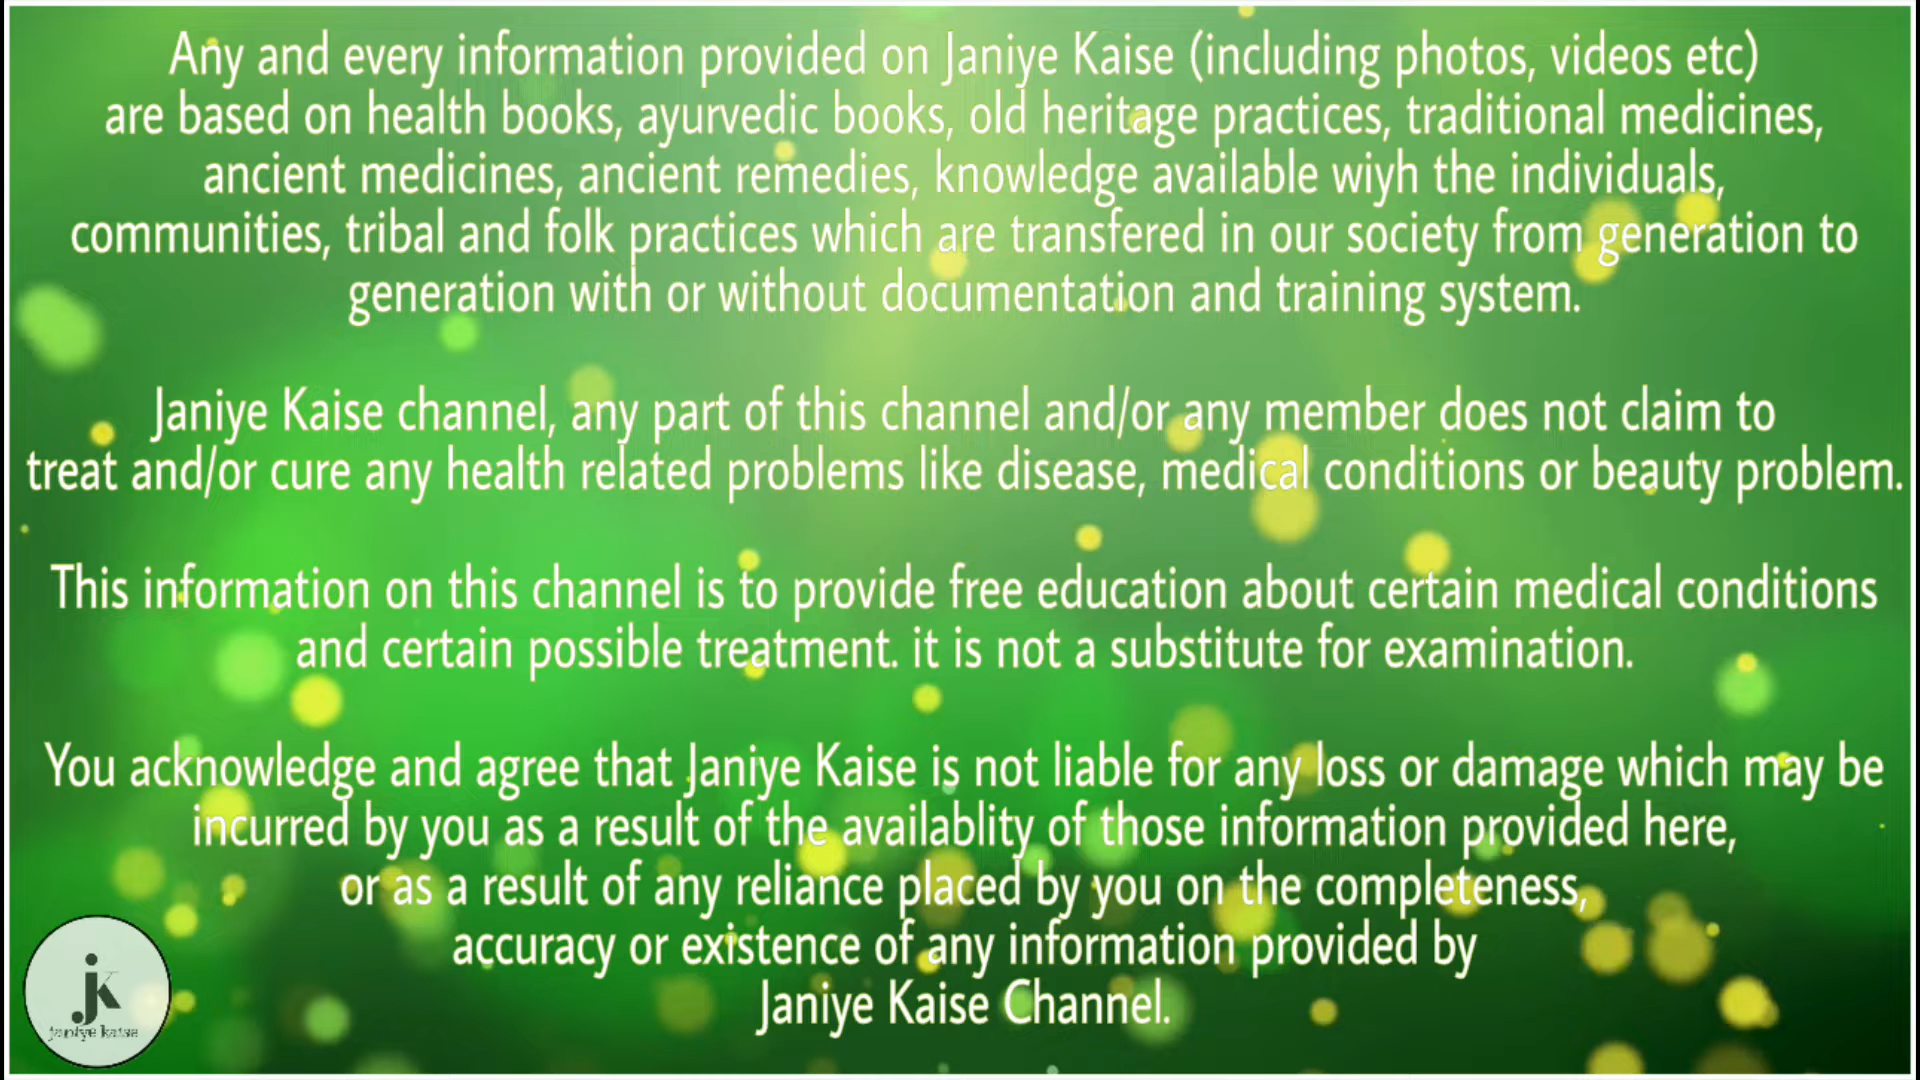 Any and every information provided on Janiye Kaise (including photos, videos etc)
are based on health books, ayurvedic books, old heritage practices, traditional medicines,
ancient medicines, ancient remedies, knowledge available wiyh the individuals,
communities, tribal and folk practices which are transfered in our society from generation to
generation with or without documentation and training system.
Janiye Kaise channel, any part of this channel and/or any member does not claim to
treat and/or cure any health related problems like disease, medical conditions or beauty problem.
This information on this channel is to provide free education about certain medical conditions
and certain possible treatment. it is not a substitute for examination.
You acknowledge and agree that Janiye Kaise is not liable for any loss or damage which may be
incurred by you as a result of the availablity of those information provided here,
or as a result of any reliance placed by you on the completeness,
accuracy or existence of any information provided by
Janiye Kaise Channel.
jk
janiye kaise